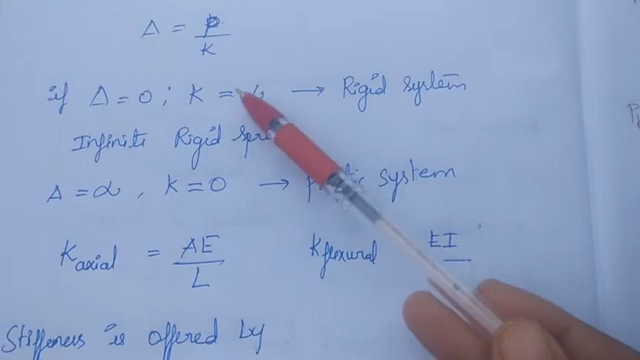 Δ = P/K
if Δ = 0 ; K = → Rigid system
Infinite Rigid
Δ = α , K = 0 → system
K axial = AE/L K flexural EI
Stiffness is offered by